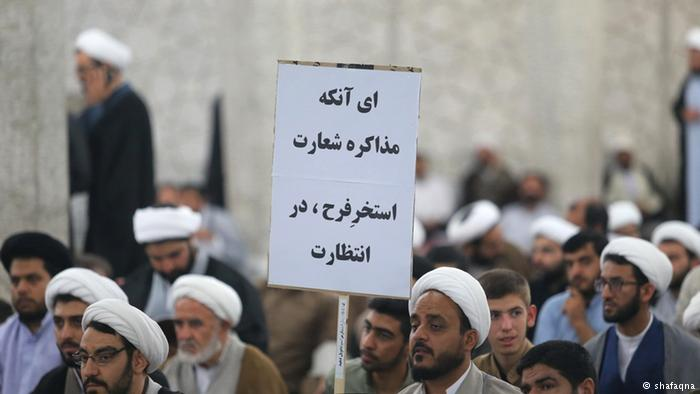 ای آنکه
مذاکره شعارت
استخرِ فرح ، در
انتظارت
© shafaqna